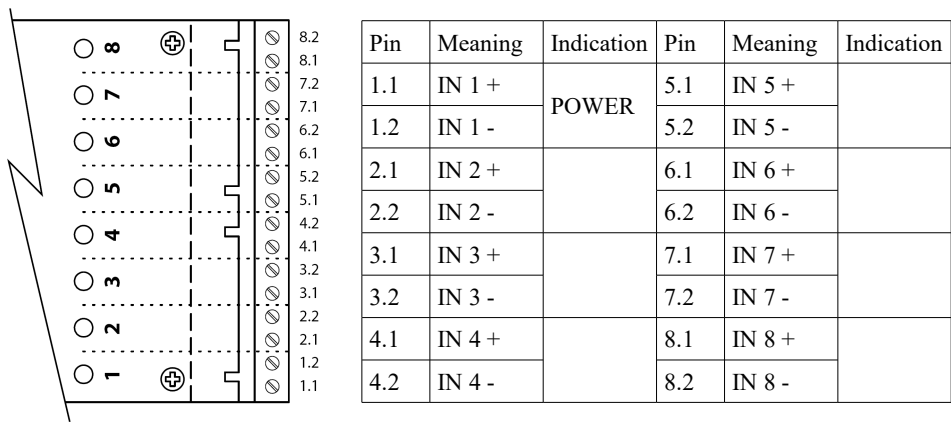 8
7
6
5
4
3
2
1
8.2
8.1
7.2
7.1
6.2
6.1
5.2
5.1
4.2
4.1
3.2
3.1
2.2
2.1
1.2
1.1
Pin Meaning Indication Pin Meaning Indication
1.1 IN 1 + POWER 5.1 IN 5 +
1.2 IN 1 - 5.2 IN 5 -
2.1 IN 2 + 6.1 IN 6 +
2.2 IN 2 - 6.2 IN 6 -
3.1 IN 3 + 7.1 IN 7 +
3.2 IN 3 - 7.2 IN 7 -
4.1 IN 4 + 8.1 IN 8 +
4.2 IN 4 - 8.2 IN 8 -